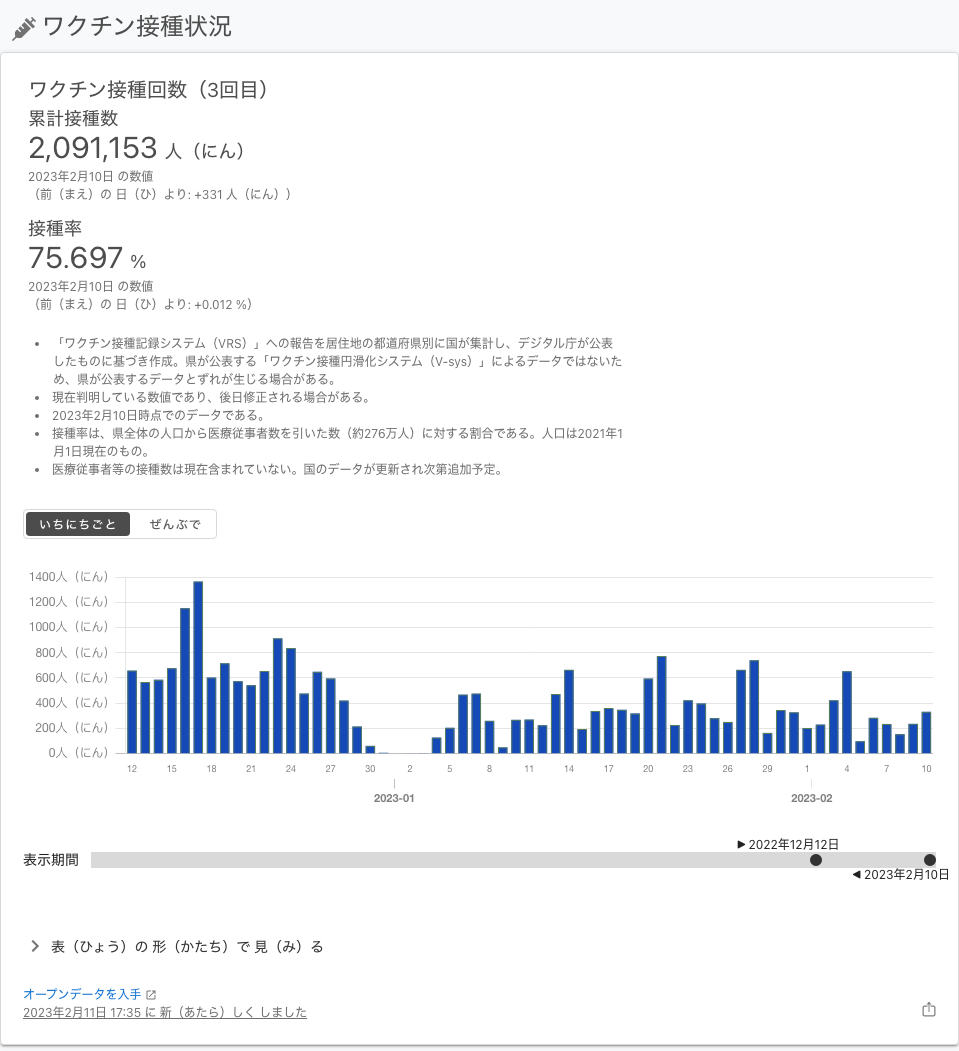 ワクチン接種状況
ワクチン接種回数（3回目）
累計接種数
2,091,153 人（にん）
2023年2月10日 の数値
（前（まえ）の 日（ひ）より: +331 人（にん））
接種率
75.697 %
2023年2月10日 の数値
（前（まえ）の 日（ひ）より: +0.012 %）
• 「ワクチン接種記録システム（VRS）」への報告を居住地の都道府県別に国が集計し、デジタル庁が公表
したものに基づき作成。県が公表する「ワクチン接種円滑化システム（V-sys）」によるデータではないた
め、県が公表するデータとずれが生じる場合がある。
• 現在判明している数値であり、後日修正される場合がある。
• 2023年2月10日時点でのデータである。
• 接種率は、県全体の人口から医療従事者数を引いた数（約276万人）に対する割合である。人口は2021年1
月1日現在のもの。
• 医療従事者等の接種数は現在含まれていない。国のデータが更新され次第追加予定。
いちにちごと ぜんぶで
1400人（にん）
1200人（にん）
1000人（にん）
800人（にん）
600人（にん）
400人（にん）
200人（にん）
0人（にん）
12 15 18 21 24 27 30 2 5 8 11 14 17 20 23 26 29 1 4 7 10
2023-01 2023-02
▶ 2022年12月12日
表示期間
◀ 2023年2月10日
表（ひょう）の 形（かたち）で 見（み）る
オープンデータを入手
2023年2月11日 17:35 に 新（あたら）しく しました